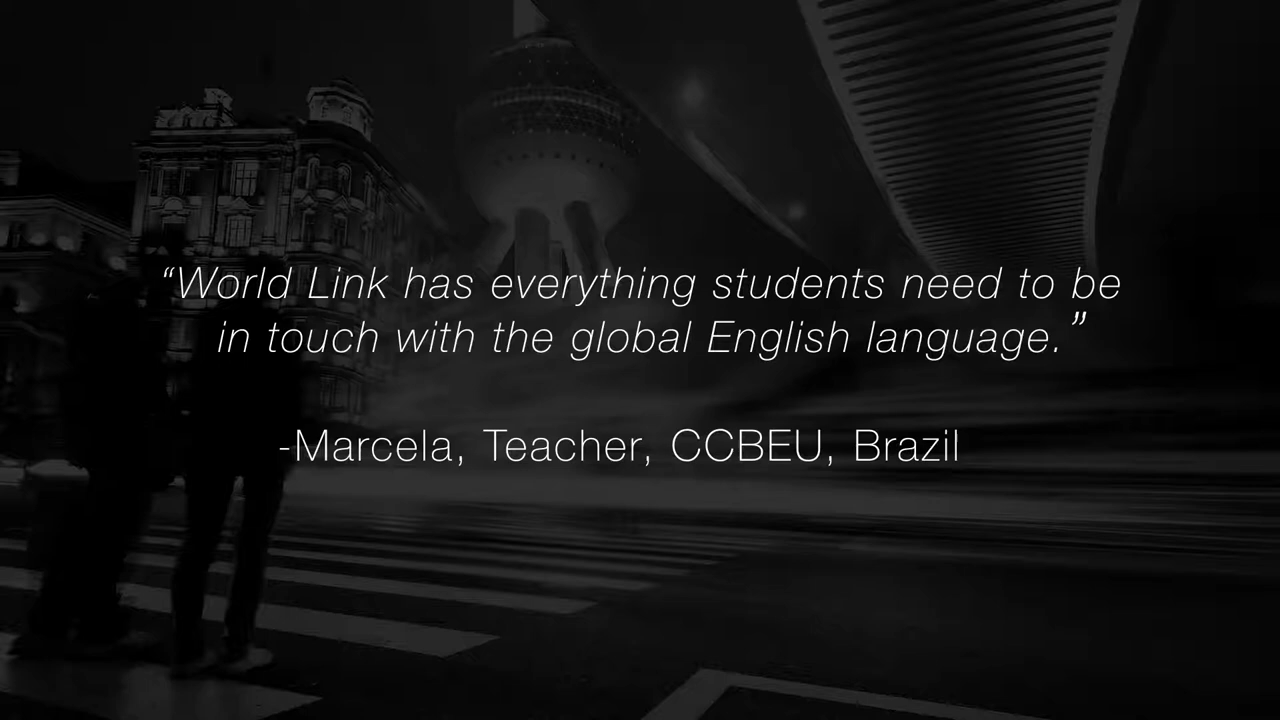 “World Link has everything students need to be
in touch with the global English language.”
-Marcela, Teacher, CCBEU, Brazil